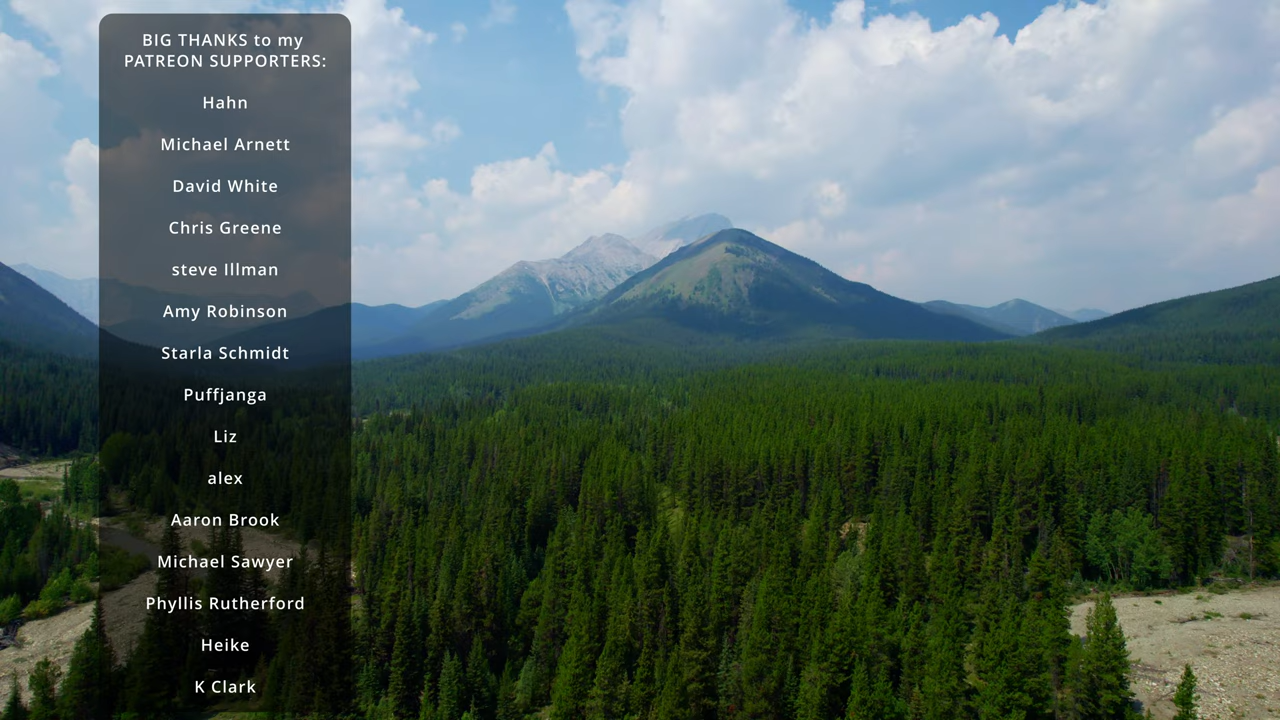 BIG THANKS to my
PATREON SUPPORTERS:
Hahn
Michael Arnett
David White
Chris Greene
steve Illman
Amy Robinson
Starla Schmidt
Puffjanga
Liz
alex
Aaron Brook
Michael Sawyer
Phyllis Rutherford
Heike
K Clark